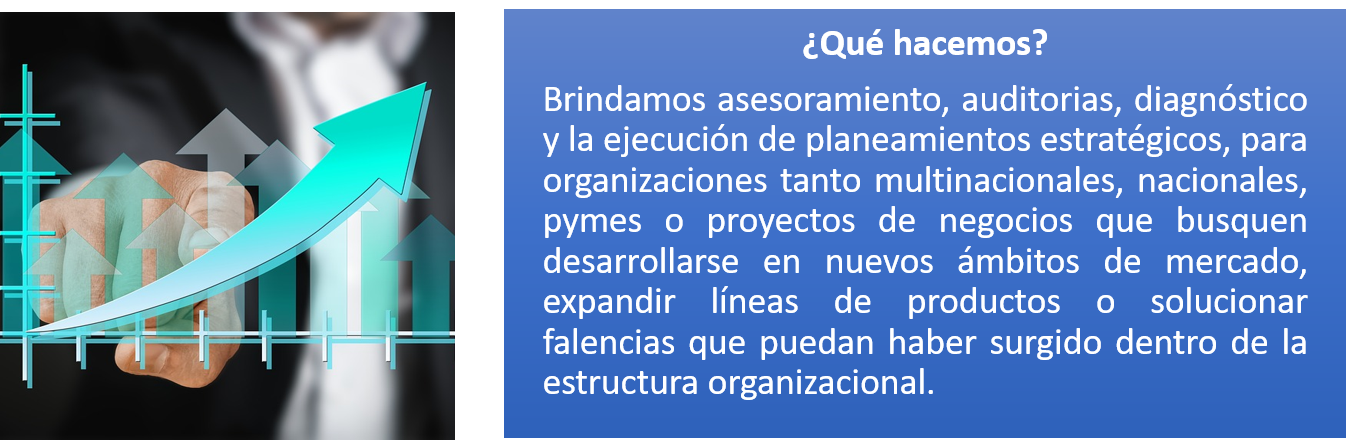 ¿Qué hacemos?
Brindamos asesoramiento, auditorias, diagnóstico
y la ejecución de planeamientos estratégicos, para
organizaciones tanto multinacionales, nacionales,
pymes o proyectos de negocios que busquen
desarrollarse en nuevos ámbitos de mercado,
expandir líneas de productos o solucionar
falencias que puedan haber surgido dentro de la
estructura organizacional.